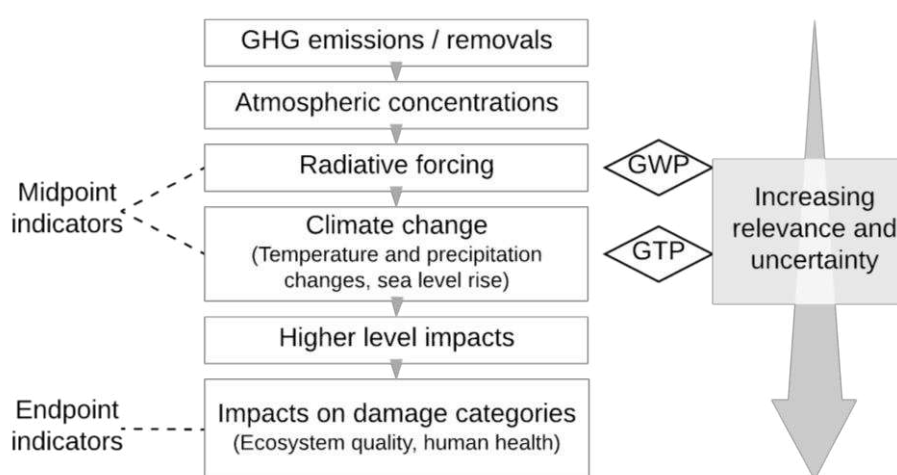 GHG emissions / removals
Atmospheric concentrations
Radiative forcing
GWP
Midpoint
indicators
Climate change
(Temperature and precipitation
changes, sea level rise)
GTP
Increasing
relevance and
uncertainty
Higher level impacts
Endpoint
indicators
Impacts on damage categories
(Ecosystem quality, human health)